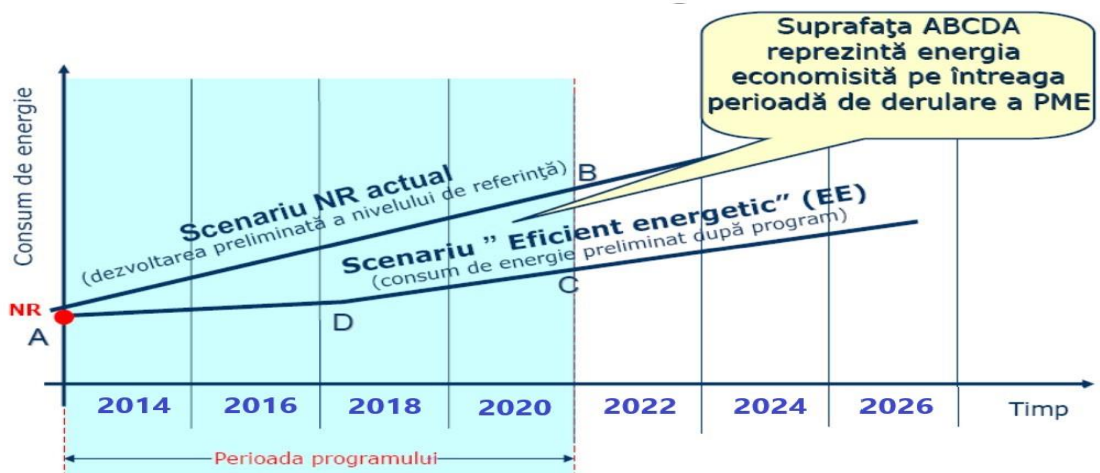 Suprafaţa ABCDA
reprezintă energia
economisită pe întreaga
perioadă de derulare a PME
Consum de energie
Scenariu NR actual
(dezvoltarea preliminată a nivelului de referinţă)
B
Scenariu ” Eficient energetic” (EE)
(consum de energie preliminat după program)
C
NR
A
D
2014 2016 2018 2020 2022 2024 2026 Timp
Perioada programului